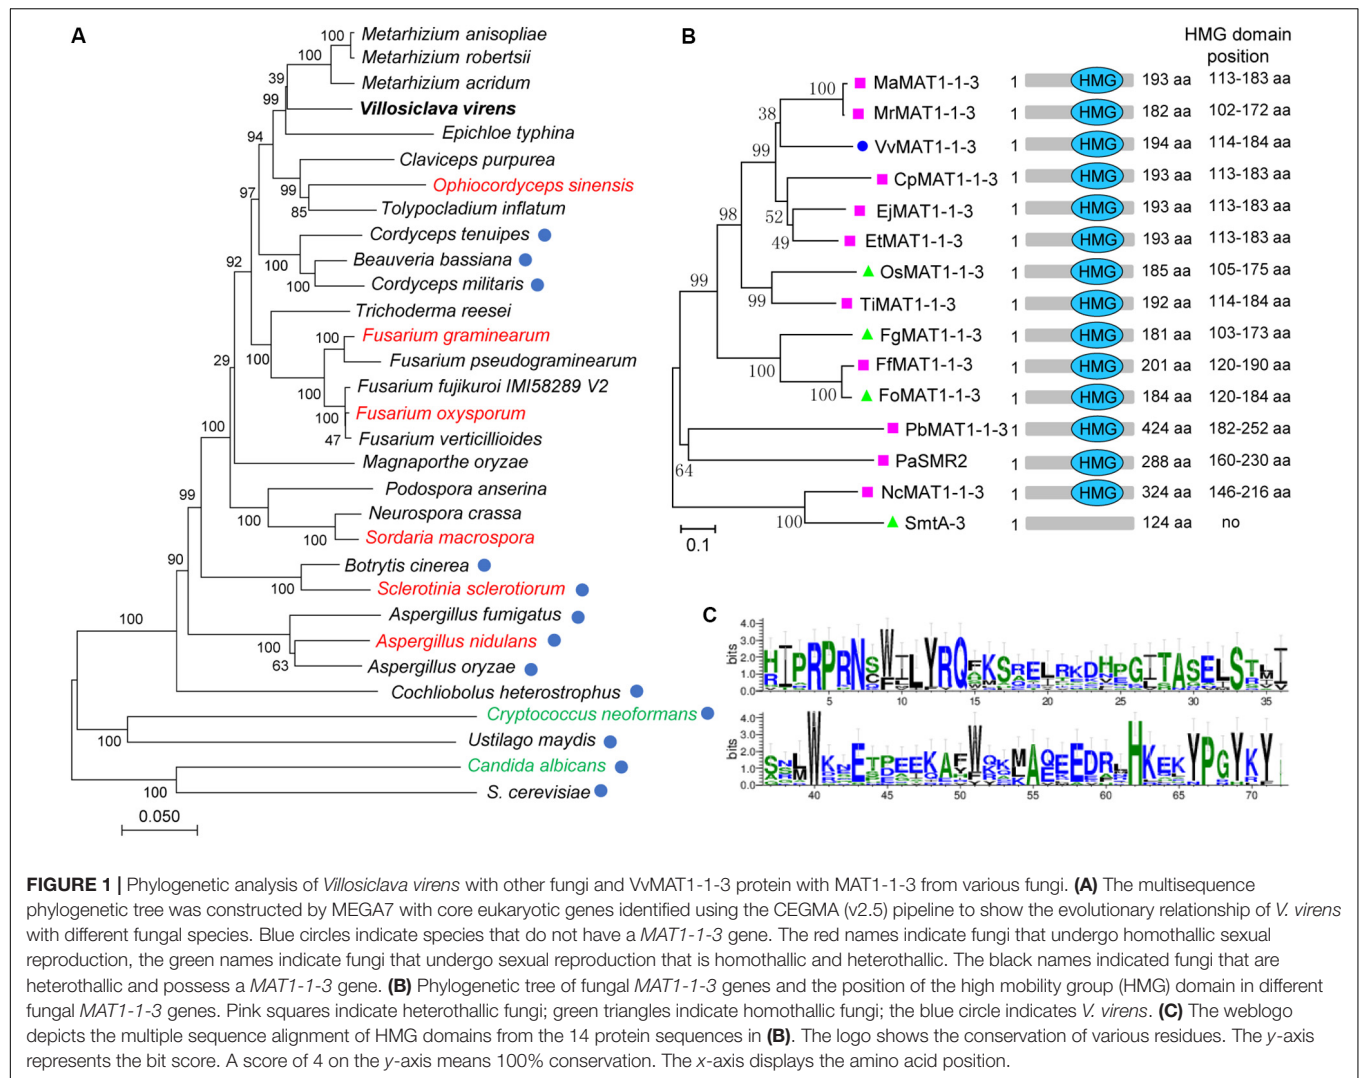 A
Metarhizium anisopliae
Metarhizium robertsii
Metarhizium acridum
Villosiclava virens
Epichloe typhina
Claviceps purpurea
Ophiocordyceps sinensis
Tolypocladium inflatum
Cordyceps tenuipes
Beauveria bassiana
Cordyceps militaris
Trichoderma reesei
Fusarium graminearum
Fusarium pseudograminearum
Fusarium fujikuroi IMI58289 V2
Fusarium oxysporum
Fusarium verticillioides
Magnaporthe oryzae
Podospora anserina
Neurospora crassa
Sordaria macrospora
Botrytis cinerea
Sclerotinia sclerotiorum
Aspergillus fumigatus
Aspergillus nidulans
Aspergillus oryzae
Cochliobolus heterostrophus
Cryptococcus neoformans
Ustilago maydis
Candida albicans
S. cerevisiae
100
100
39
99
94
99
85
97
100
100
92
100
100
29
100
100
47
100
99
100
100
90
100
100
100
63
100
100
0.050
B
HMG domain
position
MaMAT1-1-3 1 HMG 193 aa 113-183 aa
MrMAT1-1-3 1 HMG 182 aa 102-172 aa
VvMAT1-1-3 1 HMG 194 aa 114-184 aa
CpMAT1-1-3 1 HMG 193 aa 113-183 aa
EjMAT1-1-3 1 HMG 193 aa 113-183 aa
EtMAT1-1-3 1 HMG 193 aa 113-183 aa
OsMAT1-1-3 1 HMG 185 aa 105-175 aa
TiMAT1-1-3 1 HMG 192 aa 114-184 aa
FgMAT1-1-3 1 HMG 181 aa 103-173 aa
FfMAT1-1-3 1 HMG 201 aa 120-190 aa
FoMAT1-1-3 1 HMG 184 aa 120-184 aa
PbMAT1-1-3 1 HMG 424 aa 182-252 aa
PaSMR2 1 HMG 288 aa 160-230 aa
NcMAT1-1-3 1 HMG 324 aa 146-216 aa
SmtA-3 1 124 aa no
100
38
99
52
49
98
99
99
100
100
64
100
0.1
C
bits
4.0
3.0
2.0
1.0
0.0
5 10 15 20 25 30 35
bits
4.0
3.0
2.0
1.0
0.0
40 45 50 55 60 65 70
FIGURE 1 | Phylogenetic analysis of Villosiclava virens with other fungi and VvMAT1-1-3 protein with MAT1-1-3 from various fungi. (A) The multisequence
phylogenetic tree was constructed by MEGA7 with core eukaryotic genes identified using the CEGMA (v2.5) pipeline to show the evolutionary relationship of V. virens
with different fungal species. Blue circles indicate species that do not have a MAT1-1-3 gene. The red names indicate fungi that undergo homothallic sexual
reproduction, the green names indicate fungi that undergo sexual reproduction that is homothallic and heterothallic. The black names indicated fungi that are
heterothallic and possess a MAT1-1-3 gene. (B) Phylogenetic tree of fungal MAT1-1-3 genes and the position of the high mobility group (HMG) domain in different
fungal MAT1-1-3 genes. Pink squares indicate heterothallic fungi; green triangles indicate homothallic fungi; the blue circle indicates V. virens. (C) The weblogo
depicts the multiple sequence alignment of HMG domains from the 14 protein sequences in (B). The logo shows the conservation of various residues. The y-axis
represents the bit score. A score of 4 on the y-axis means 100% conservation. The x-axis displays the amino acid position.